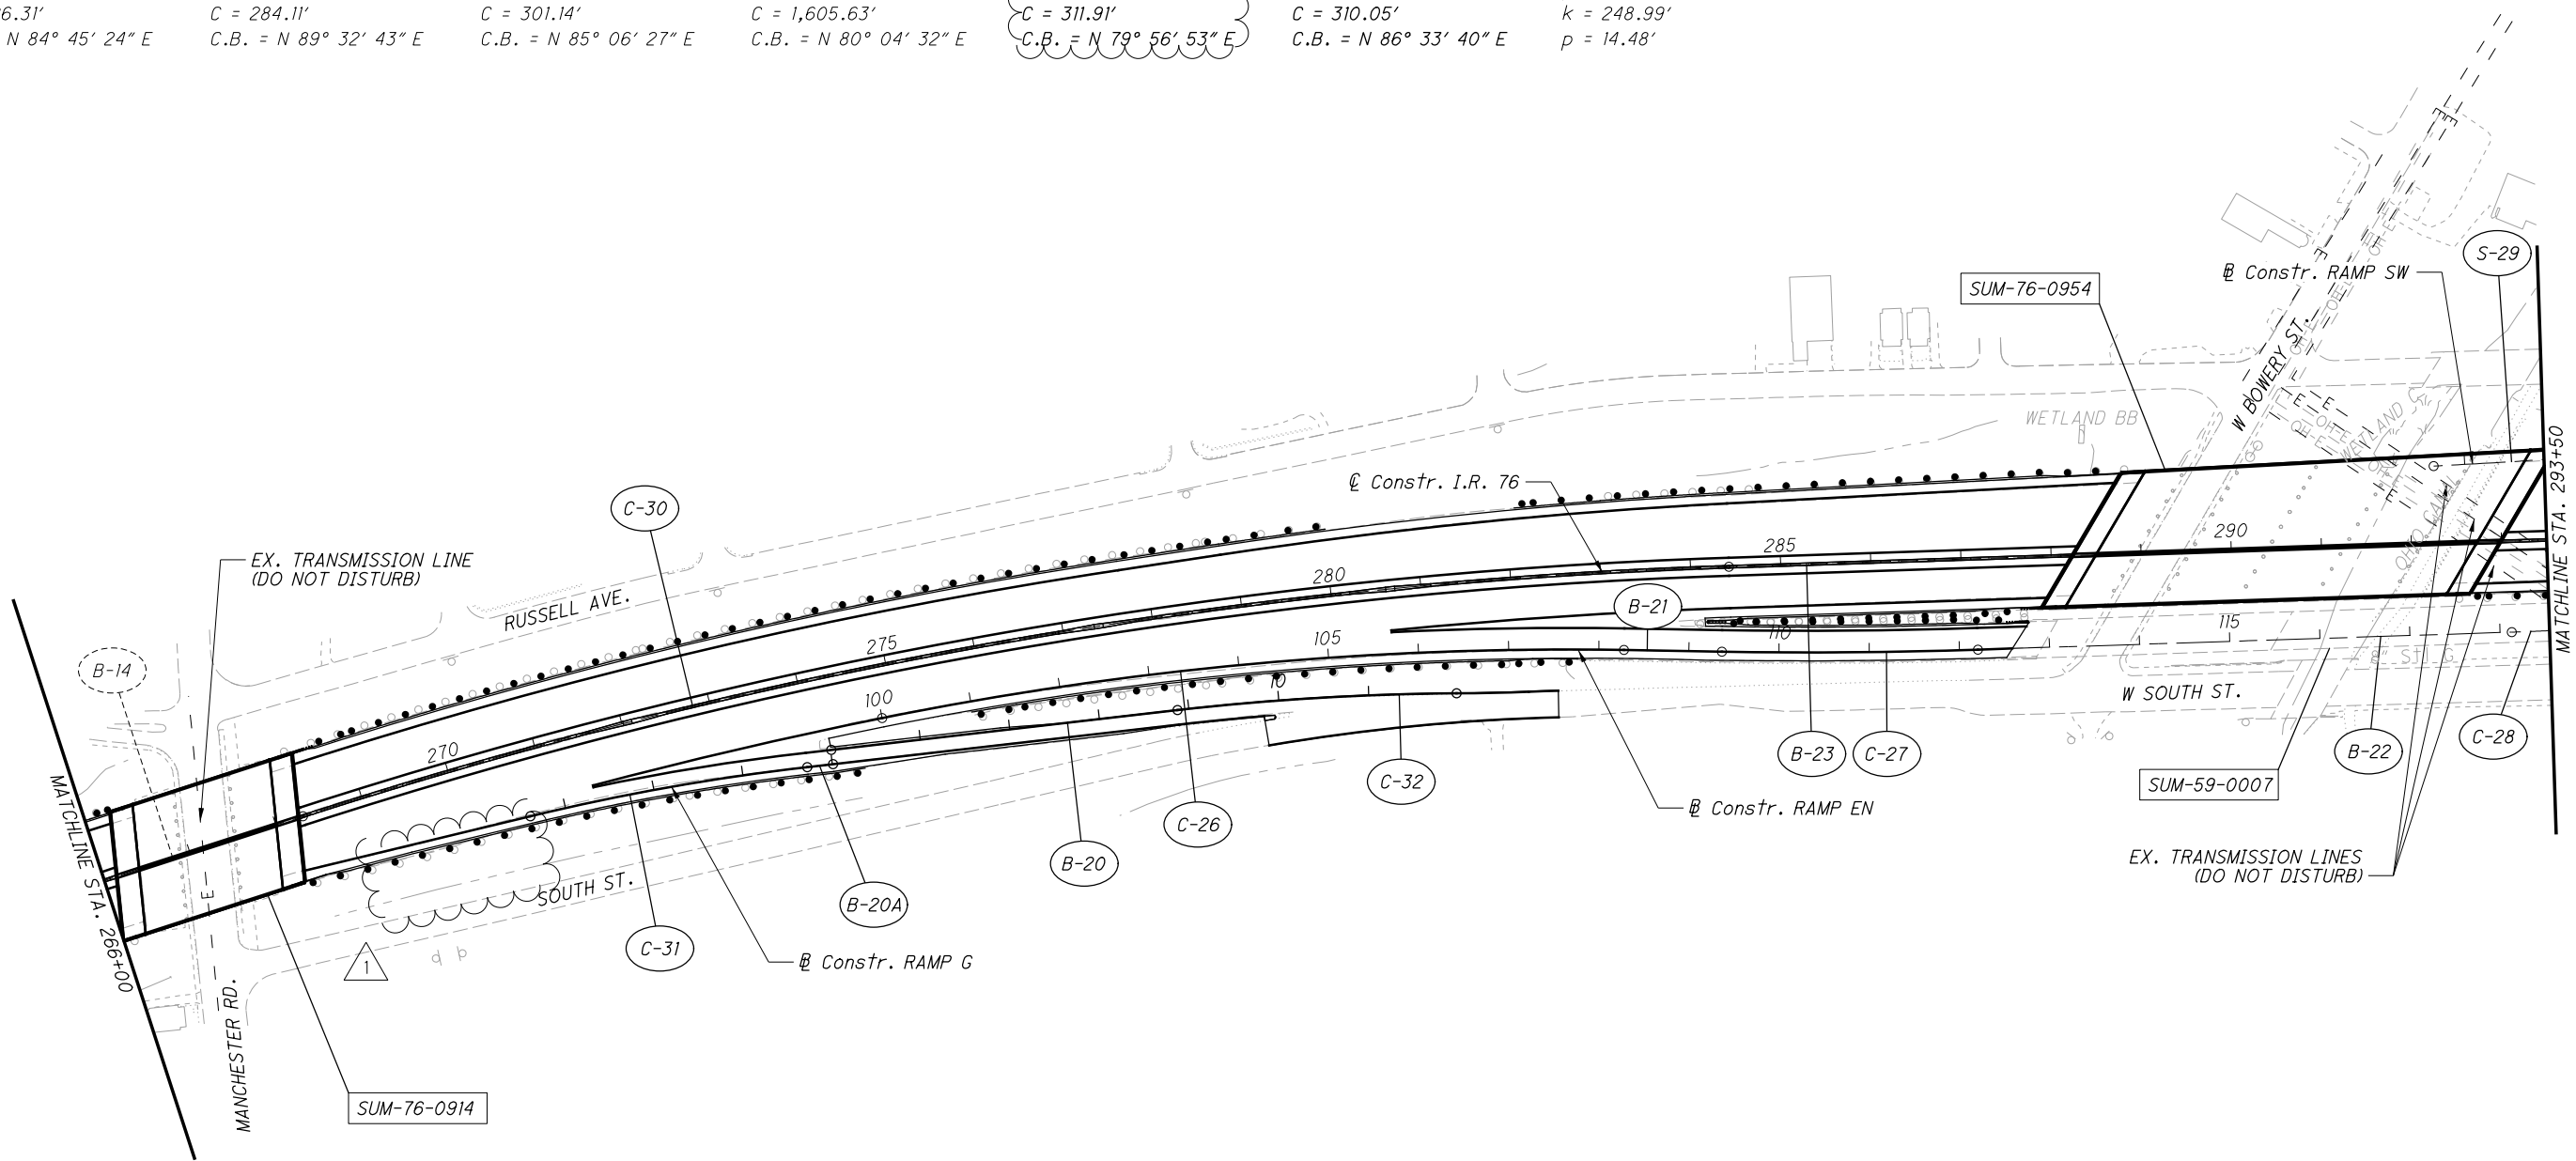 6.31' C = 284.11' C = 301.14' C = 1,605.63' C = 311.91' C = 310.05' k = 248.99'
N 84° 45' 24" E C.B. = N 89° 32' 43" E C.B. = N 85° 06' 27" E C.B. = N 80° 04' 32" E C.B. = N 79° 56' 53" E C.B. = N 86° 33' 40" E p = 14.48'
S-29
℄ Constr. RAMP SW
SUM-76-0954
W BOWERY ST.
WETLAND BB
WETLAND C
OH-E
OHIO CANAL
MATCHLINE STA. 293+50
℄ Constr. I.R. 76
C-30
EX. TRANSMISSION LINE
(DO NOT DISTURB)
RUSSELL AVE.
B-14
270
275
280
285
290
B-21
100
105
110
115
10
W SOUTH ST.
B-23
C-27
B-22
C-28
SUM-59-0007
C-32
C-26
B-20
B-20A
C-31
B Constr. RAMP EN
EX. TRANSMISSION LINES
(DO NOT DISTURB)
SOUTH ST.
B Constr. RAMP G
1
E
MATCHLINE STA. 266+00
MANCHESTER RD.
SUM-76-0914